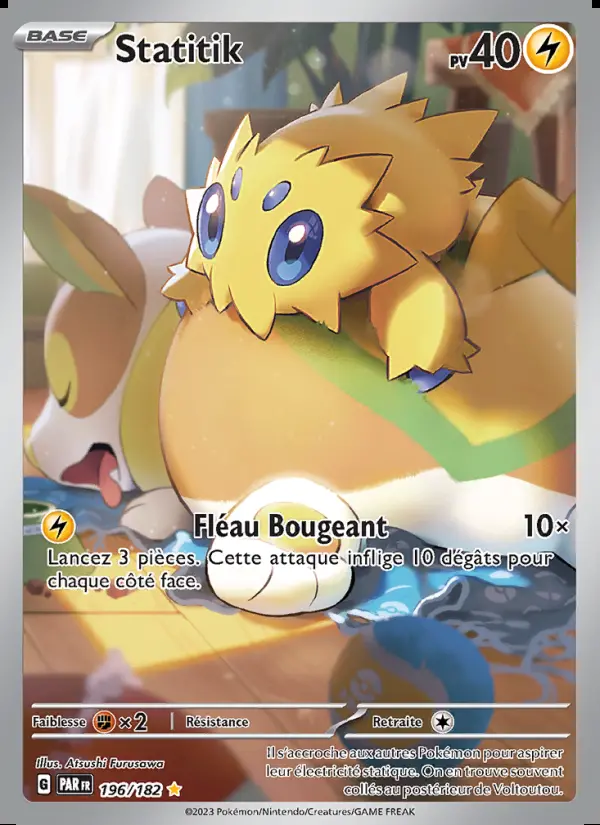 BASE Statitik PV 40
Fléau Bougeant 10×
Lancez 3 pièces. Cette attaque inflige 10 dégâts pour
chaque côté face.
Faiblesse ×2 Résistance Retraite
Illus. Atsushi Furusawa
Il s'accroche aux autres Pokémon pour aspirer
leur électricité statique. On en trouve souvent
collés au postérieur de Voltoutou.
G PAR FR 196/182
©2023 Pokémon/Nintendo/Creatures/GAME FREAK